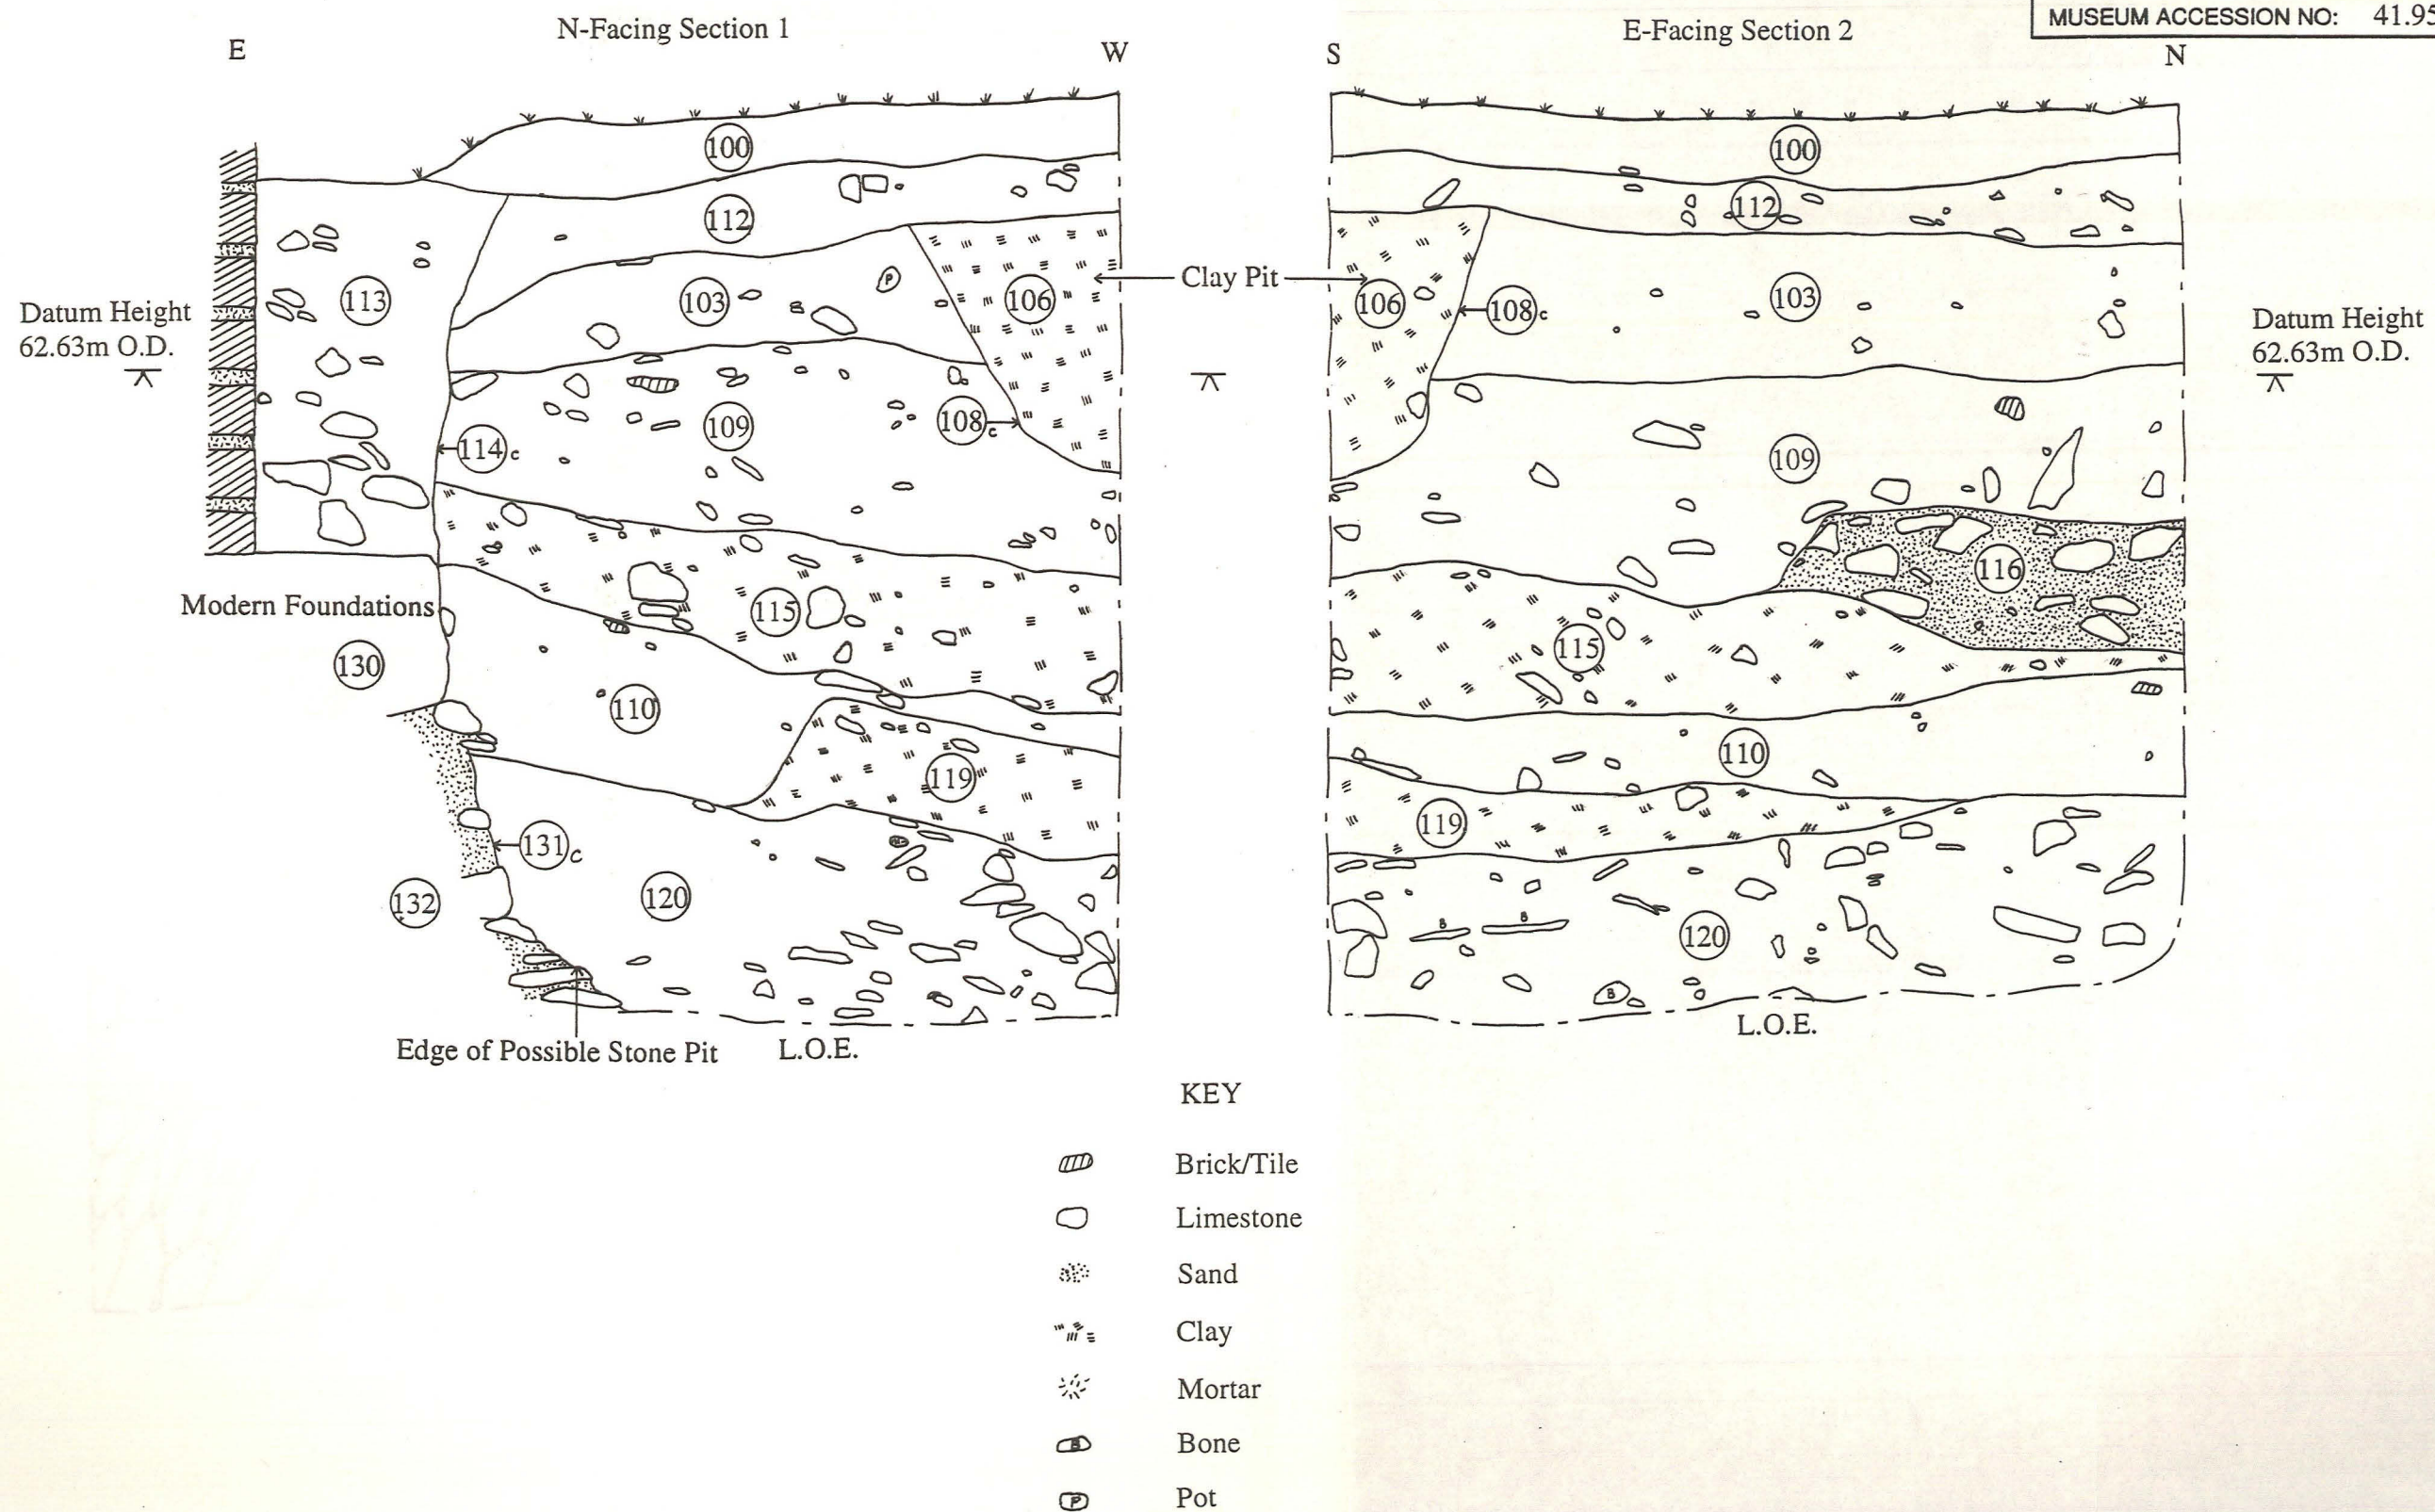 MUSEUM ACCESSION NO: 41.95
N-Facing Section 1
E
W
100
112
113
103
106
109
108c
114c
115
110
119
131c
120
130
132
Datum Height
62.63m O.D.
Modern Foundations
Edge of Possible Stone Pit
L.O.E.
Clay Pit
E-Facing Section 2
S
N
100
112
106
108c
103
109
116
115
110
119
120
P
B
B
B
Datum Height
62.63m O.D.
L.O.E.
KEY
Brick/Tile
Limestone
Sand
Clay
Mortar
B Bone
P Pot